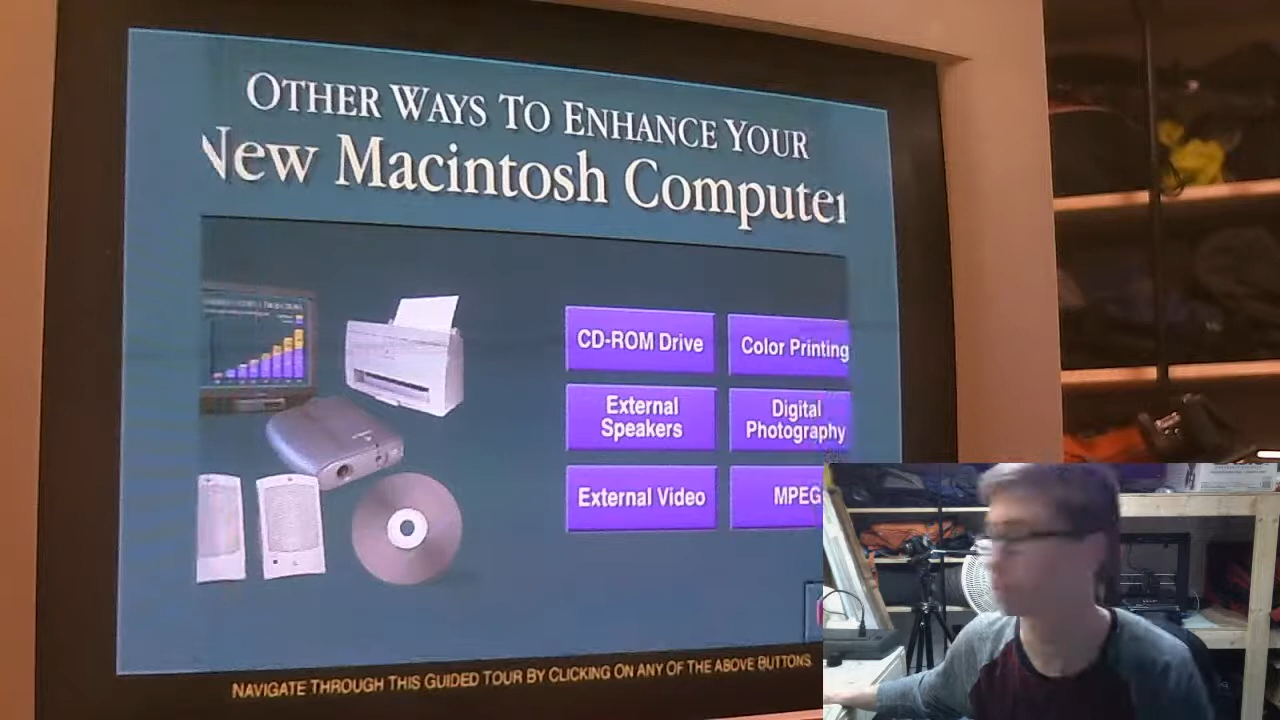 OTHER WAYS TO ENHANCE YOUR
New Macintosh Computer
CD-ROM Drive
Color Printing
External
Speakers
Digital
Photography
External Video
MPEG
NAVIGATE THROUGH THIS GUIDED TOUR BY CLICKING ON ANY OF THE ABOVE BUTTONS